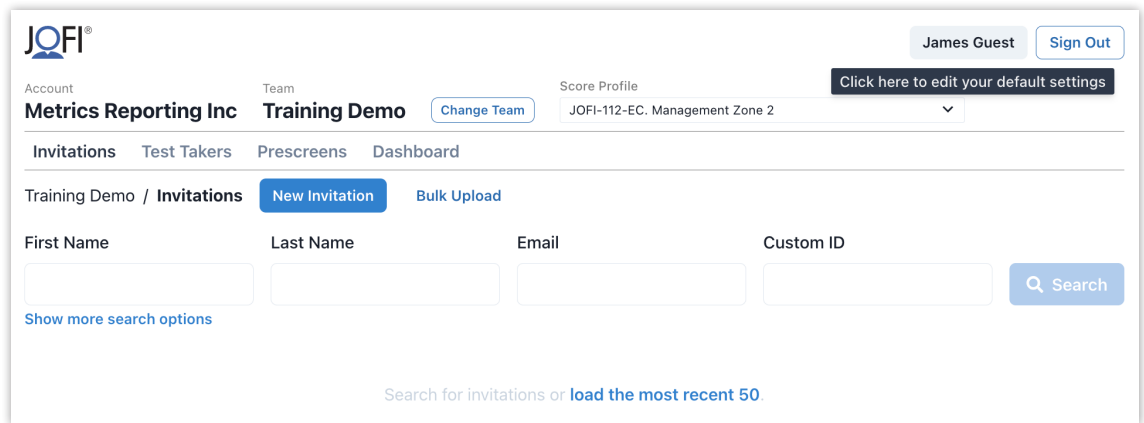 JOFI®
James Guest Sign Out
Click here to edit your default settings
Account Team Score Profile
Metrics Reporting Inc Training Demo Change Team JOFI-112-EC. Management Zone 2
Invitations Test Takers Prescreens Dashboard
Training Demo / Invitations New Invitation Bulk Upload
First Name Last Name Email Custom ID
Search
Show more search options
Search for invitations or load the most recent 50.